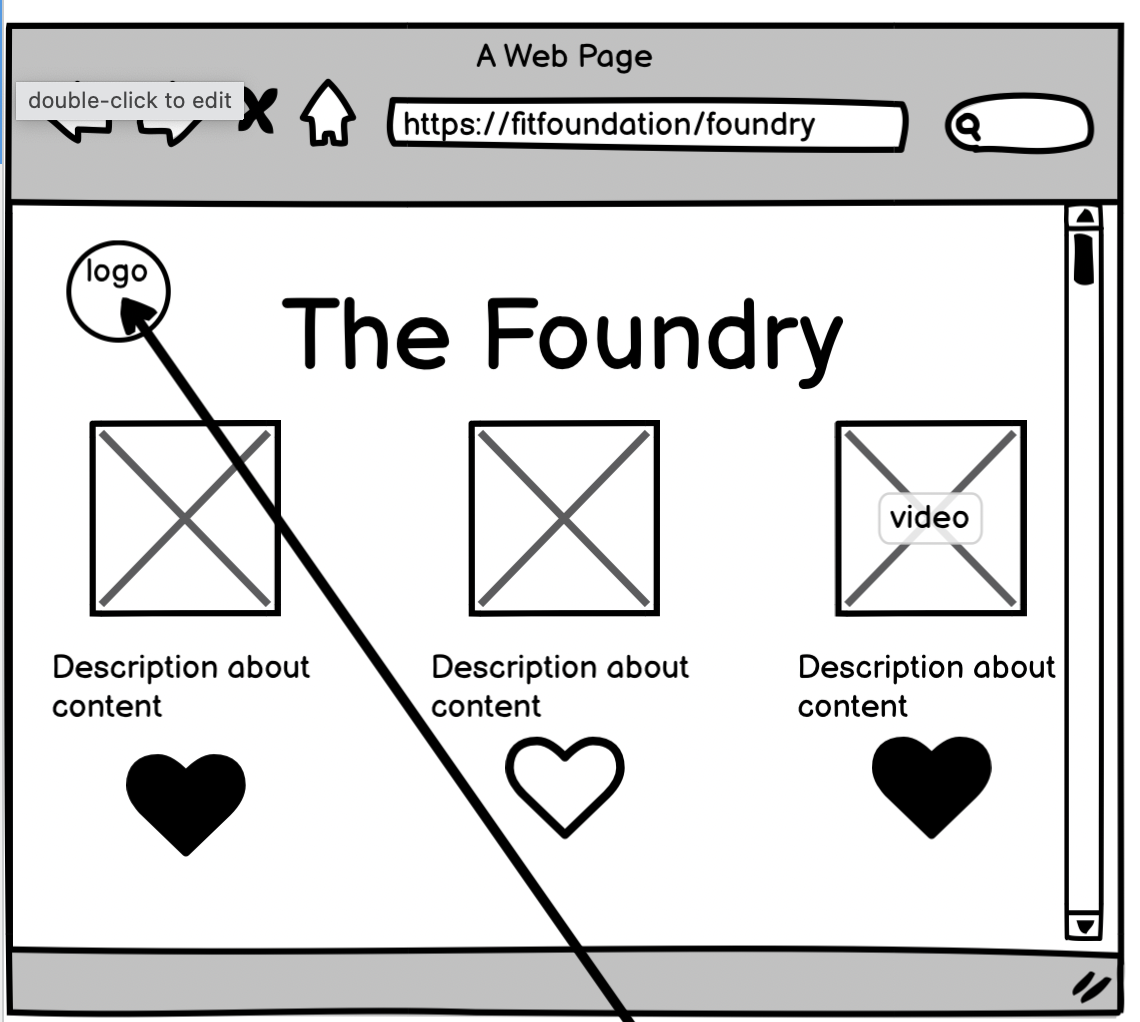 A Web Page
double-click to edit
https://fitfoundation/foundry
logo
The Foundry
video
Description about
content
Description about
content
Description about
content